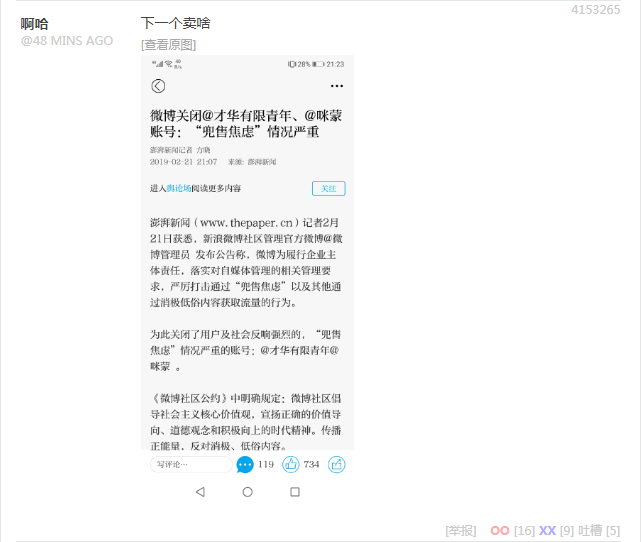 4153265
啊哈
@48 MINS AGO
下一个卖啥
[查看原图]
28% 21:23
微博关闭@才华有限青年、@咪蒙
账号：“兜售焦虑”情况严重
澎湃新闻记者 方晓
2019-02-21 21:07 来源：澎湃新闻
进入舆论场阅读更多内容
关注
澎湃新闻（www.thepaper.cn）记者2月
21日获悉，新浪微博社区管理官方微博@微
博管理员 发布公告称，微博为履行企业主
体责任，落实对自媒体管理的相关管理要
求，严厉打击通过“兜售焦虑”以及其他通
过消极低俗内容获取流量的行为。
为此关闭了用户及社会反响强烈的，“兜售
焦虑”情况严重的账号：@才华有限青年@
咪蒙 。
《微博社区公约》中明确规定：微博社区倡
导社会主义核心价值观，宣扬正确的价值导
向、道德观念和积极向上的时代精神。传播
正能量，反对消极、低俗内容。
写评论… 119 734
[举报] OO [16] XX [9] 吐槽 [5]